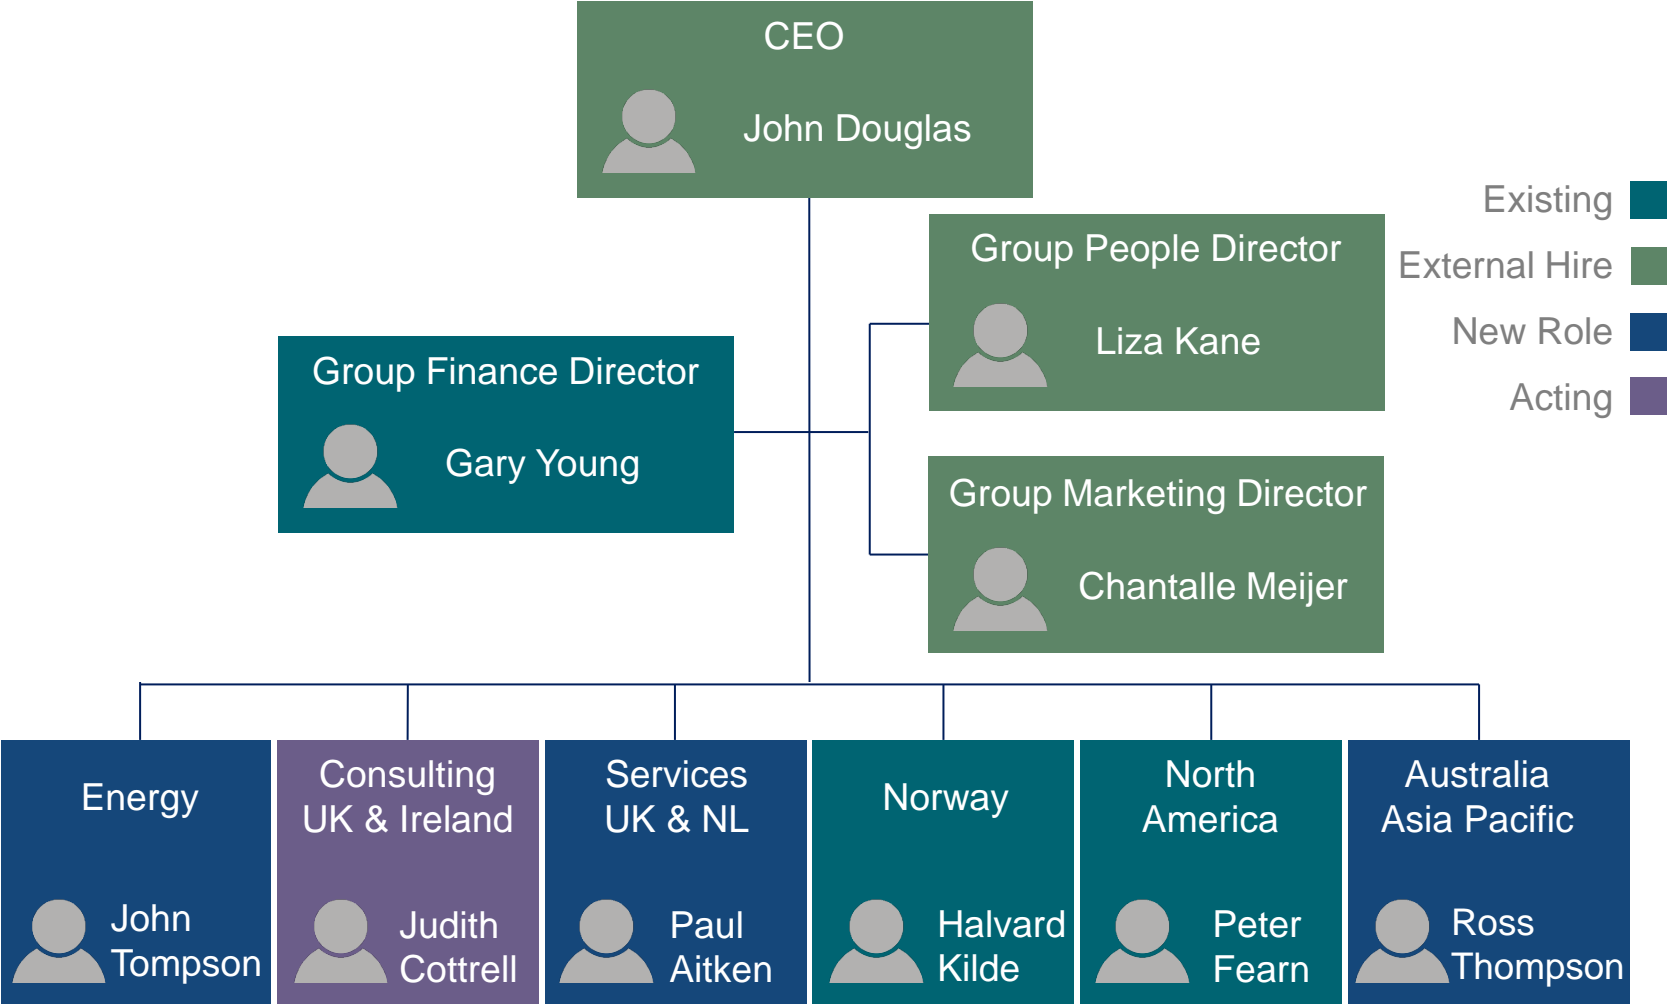 CEO
John Douglas
Existing
External Hire
New Role
Acting
Group People Director
Liza Kane
Group Finance Director
Gary Young
Group Marketing Director
Chantalle Meijer
Energy
John
Tompson
Consulting
UK & Ireland
Judith
Cottrell
Services
UK & NL
Paul
Aitken
Norway
Halvard
Kilde
North
America
Peter
Fearn
Australia
Asia Pacific
Ross
Thompson